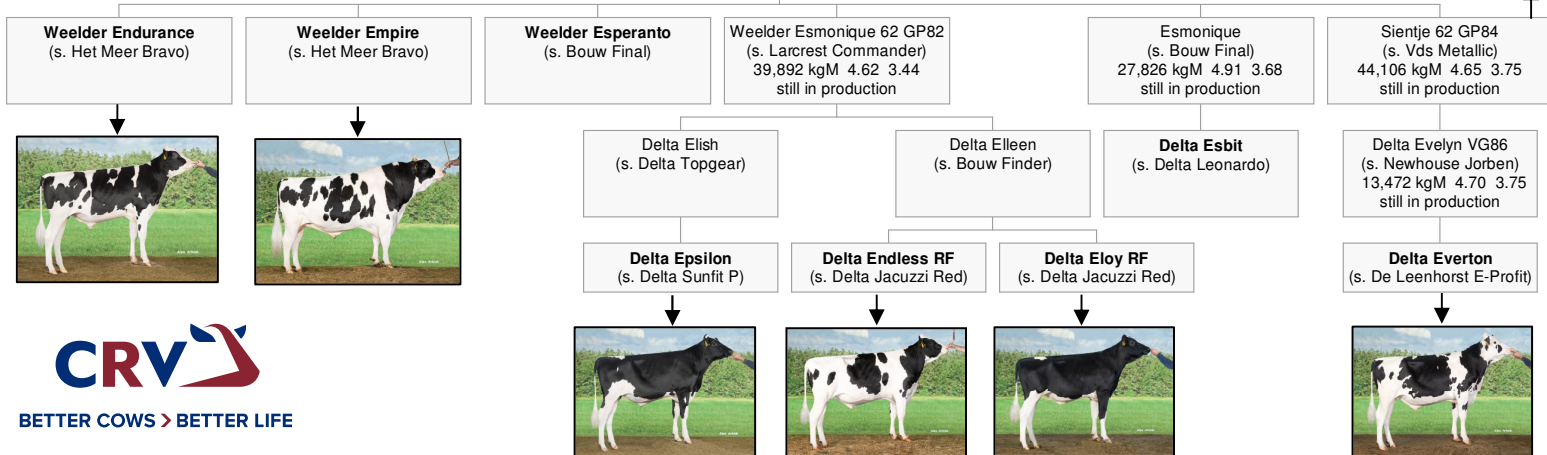 Weelder Endurance
(s. Het Meer Bravo)
Weelder Empire
(s. Het Meer Bravo)
Weelder Esperanto
(s. Bouw Final)
Weelder Esmonique 62 GP82
(s. Larcrest Commander)
39,892 kgM 4.62 3.44
still in production
Esmonique
(s. Bouw Final)
27,826 kgM 4.91 3.68
still in production
Sientje 62 GP84
(s. Vds Metallic)
44,106 kgM 4.65 3.75
still in production
Delta Elish
(s. Delta Topgear)
Delta Elleen
(s. Bouw Finder)
Delta Esbit
(s. Delta Leonardo)
Delta Evelyn VG86
(s. Newhouse Jorben)
13,472 kgM 4.70 3.75
still in production
Delta Epsilon
(s. Delta Sunfit P)
Delta Endless RF
(s. Delta Jacuzzi Red)
Delta Eloy RF
(s. Delta Jacuzzi Red)
Delta Everton
(s. De Leenhorst E-Profit)
CRV
BETTER COWS > BETTER LIFE